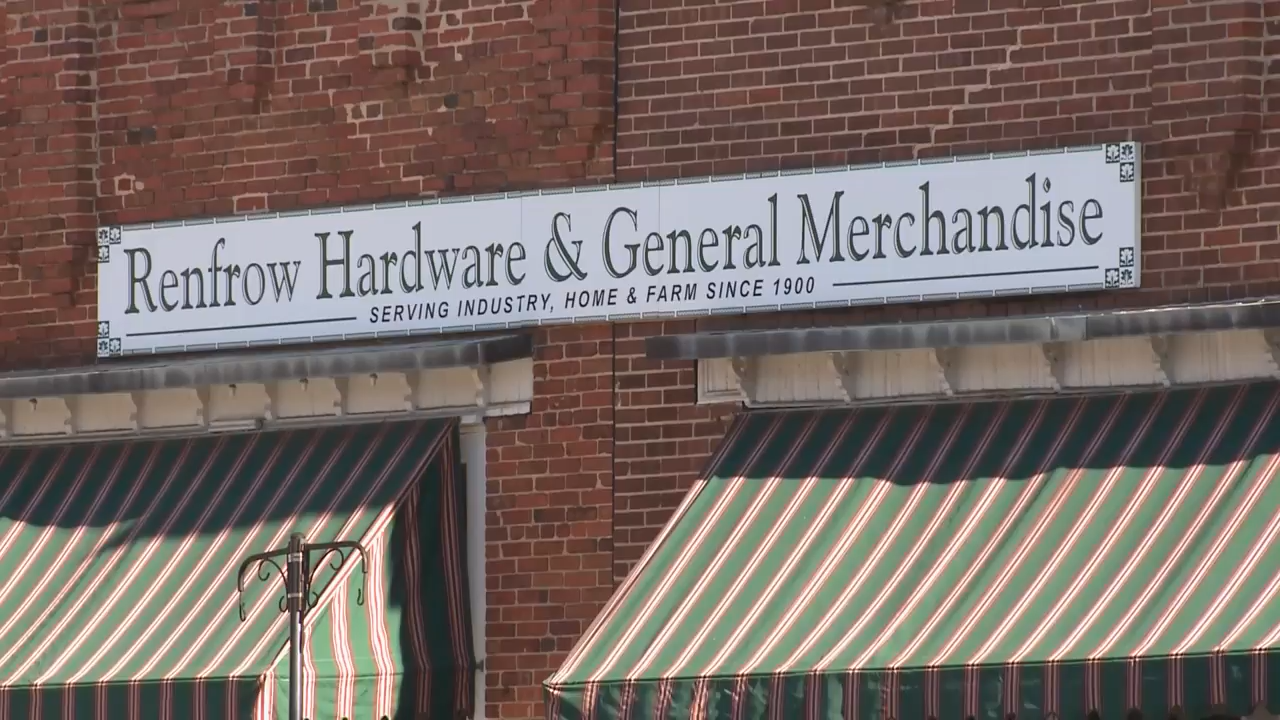 Renfrow Hardware & General Merchandise
SERVING INDUSTRY, HOME & FARM SINCE 1900